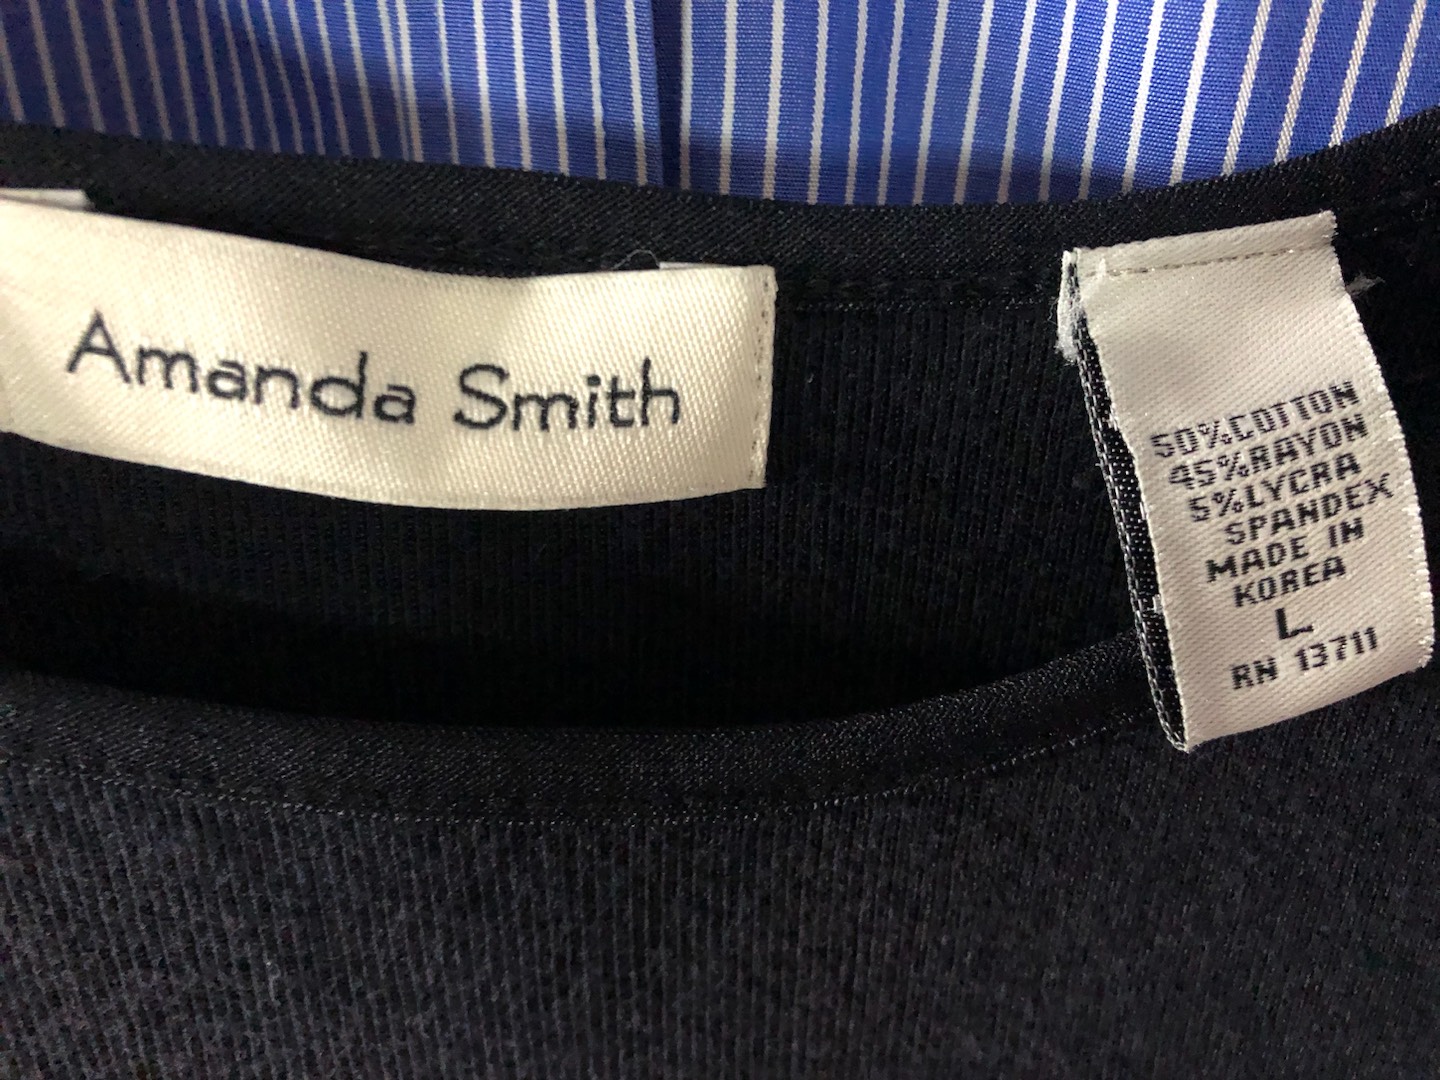 Amanda Smith
50%COTTON
45%RAYON
5%LYCRA
SPANDEX
MADE IN
KOREA
L
RN 13711